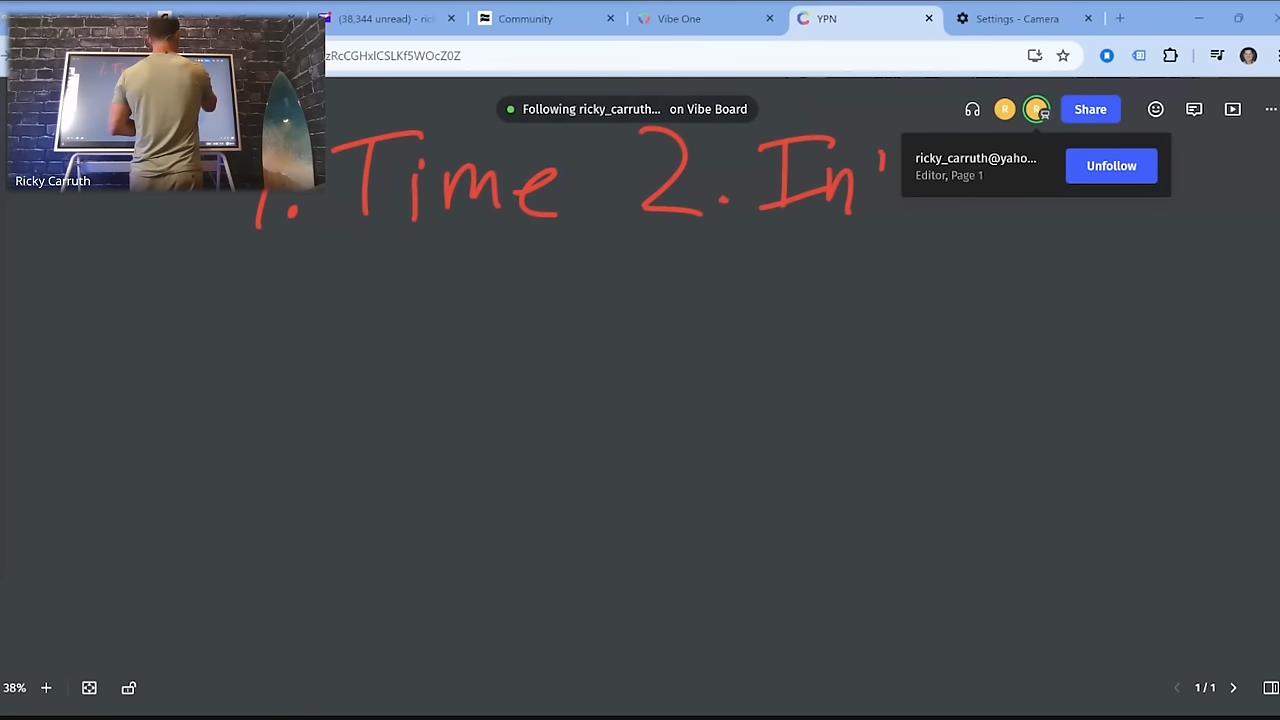 (38,344 unread) - ric
Community
Vibe One
YPN
Settings - Camera
zRcCGHxlCSLKf5WOcZ0Z
Following ricky_carruth... on Vibe Board
R
R
Share
ricky_carruth@yaho...
Editor, Page 1
Unfollow
Ricky Carruth
1. Time 2. In
38%
1/1